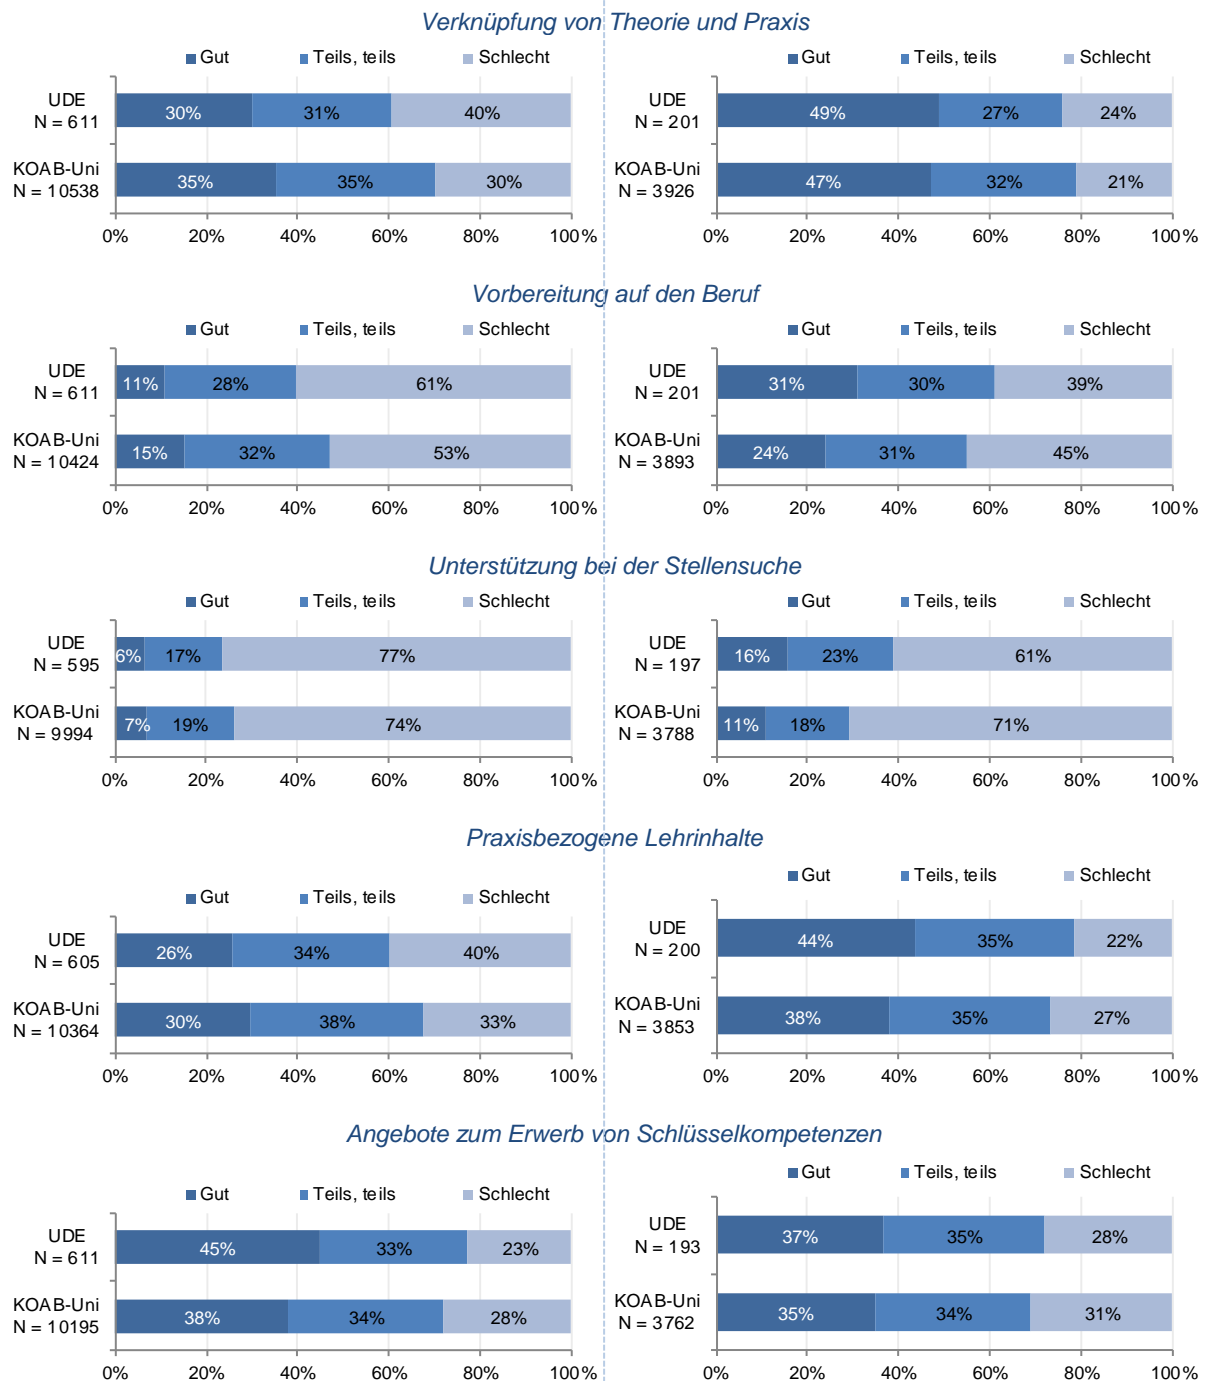 Verknüpfung von Theorie und Praxis
Gut Teils, teils Schlecht
UDE
N = 611
30% 31% 40%
KOAB-Uni
N = 10538
35% 35% 30%
0% 20% 40% 60% 80% 100%
Gut Teils, teils Schlecht
UDE
N = 201
49% 27% 24%
KOAB-Uni
N = 3926
47% 32% 21%
0% 20% 40% 60% 80% 100%
Vorbereitung auf den Beruf
Gut Teils, teils Schlecht
UDE
N = 611
11% 28% 61%
KOAB-Uni
N = 10424
15% 32% 53%
0% 20% 40% 60% 80% 100%
Gut Teils, teils Schlecht
UDE
N = 201
31% 30% 39%
KOAB-Uni
N = 3893
24% 31% 45%
0% 20% 40% 60% 80% 100%
Unterstützung bei der Stellensuche
Gut Teils, teils Schlecht
UDE
N = 595
6% 17% 77%
KOAB-Uni
N = 9994
7% 19% 74%
0% 20% 40% 60% 80% 100%
Gut Teils, teils Schlecht
UDE
N = 197
16% 23% 61%
KOAB-Uni
N = 3788
11% 18% 71%
0% 20% 40% 60% 80% 100%
Praxisbezogene Lehrinhalte
Gut Teils, teils Schlecht
UDE
N = 605
26% 34% 40%
KOAB-Uni
N = 10364
30% 38% 33%
0% 20% 40% 60% 80% 100%
Gut Teils, teils Schlecht
UDE
N = 200
44% 35% 22%
KOAB-Uni
N = 3853
38% 35% 27%
0% 20% 40% 60% 80% 100%
Angebote zum Erwerb von Schlüsselkompetenzen
Gut Teils, teils Schlecht
UDE
N = 611
45% 33% 23%
KOAB-Uni
N = 10195
38% 34% 28%
0% 20% 40% 60% 80% 100%
Gut Teils, teils Schlecht
UDE
N = 193
37% 35% 28%
KOAB-Uni
N = 3762
35% 34% 31%
0% 20% 40% 60% 80% 100%